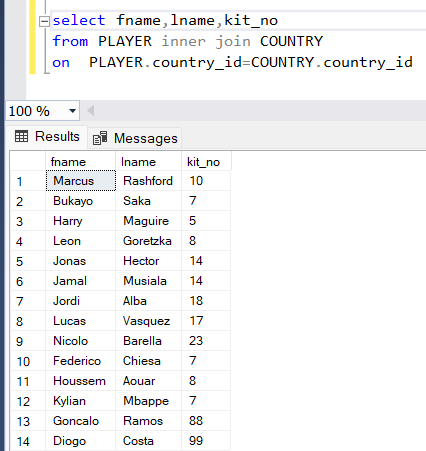 select fname,lname,kit_no
from PLAYER inner join COUNTRY
on  PLAYER.country_id=COUNTRY.country_id
100 %
Results Messages
fname lname kit_no
1 Marcus Rashford 10
2 Bukayo Saka 7
3 Harry Maguire 5
4 Leon Goretzka 8
5 Jonas Hector 14
6 Jamal Musiala 14
7 Jordi Alba 18
8 Lucas Vasquez 17
9 Nicolo Barella 23
10 Federico Chiesa 7
11 Houssem Aouar 8
12 Kylian Mbappe 7
13 Goncalo Ramos 88
14 Diogo Costa 99